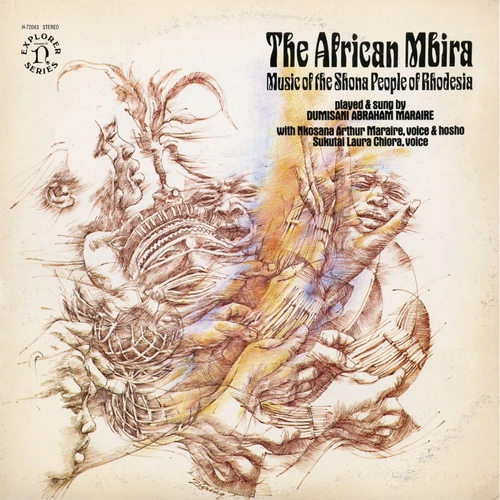 H-72043 STEREO
EXPLORER
nonesuch
n
SERIES
The African Mbira
Music of the Shona People of Rhodesia
played & sung by
DUMISANI ABRAHAM MARAIRE
with Nkosana Arthur Maraire, voice & hosho
Sukutai Laura Chiora, voice